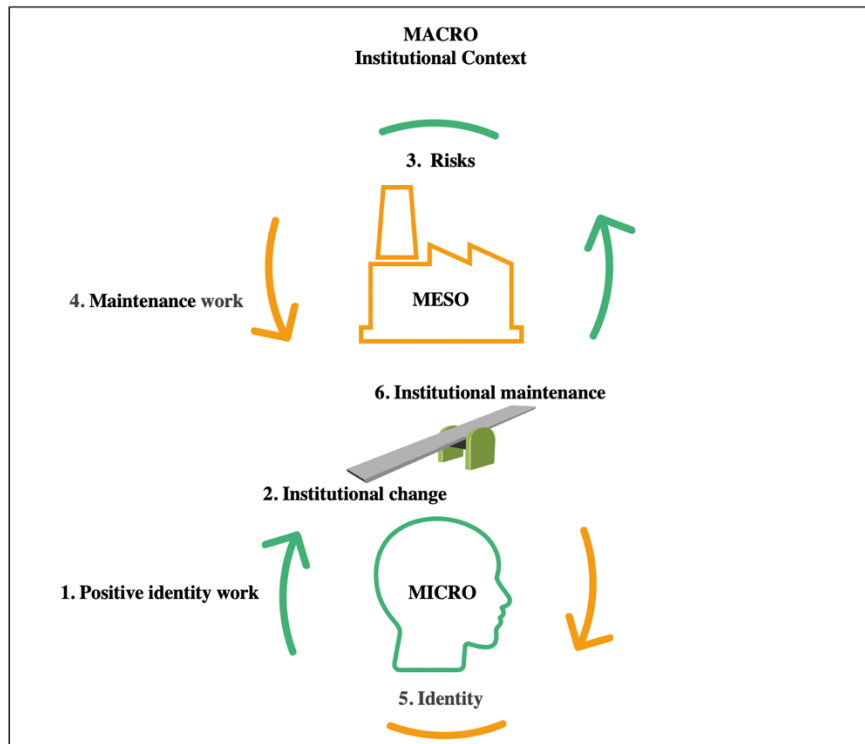 MACRO
Institutional Context
3. Risks
MESO
4. Maintenance work
6. Institutional maintenance
2. Institutional change
1. Positive identity work
MICRO
5. Identity